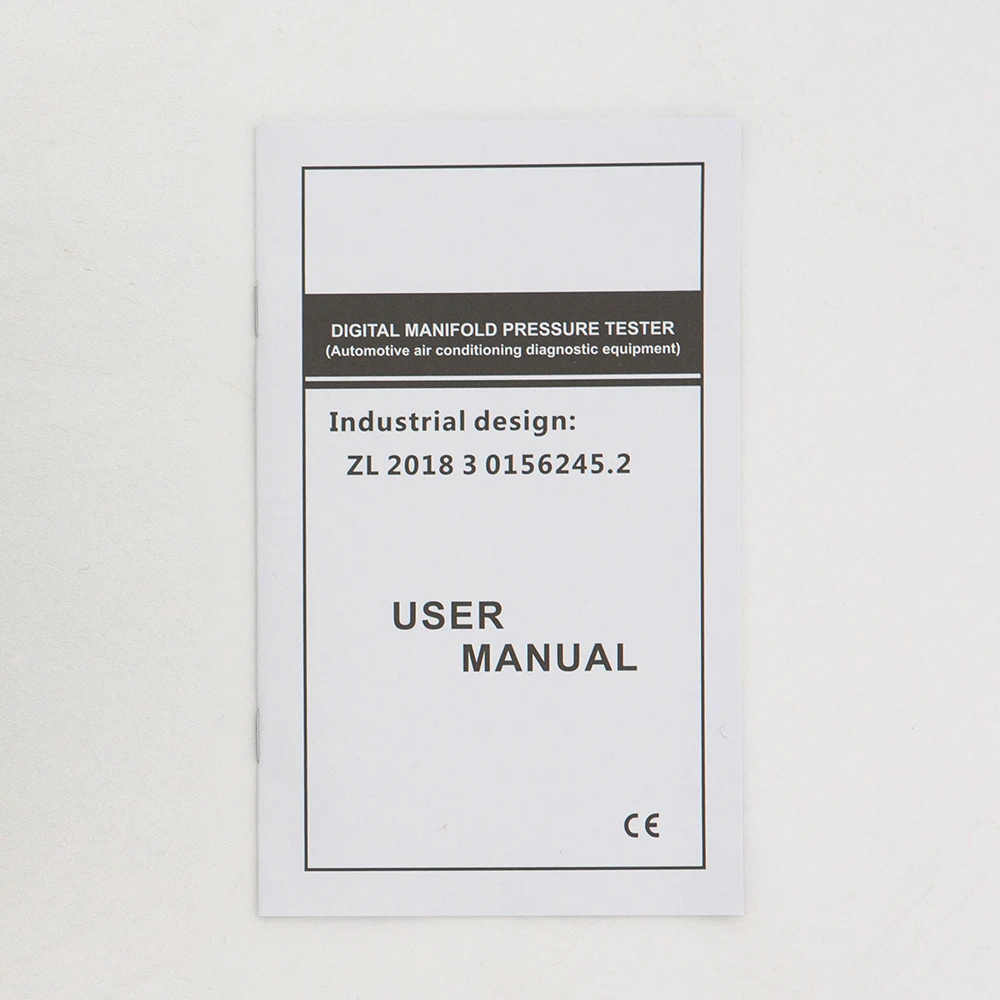 DIGITAL MANIFOLD PRESSURE TESTER
(Automotive air conditioning diagnostic equipment)
Industrial design:
ZL 2018 3 0156245.2
USER
MANUAL
CE